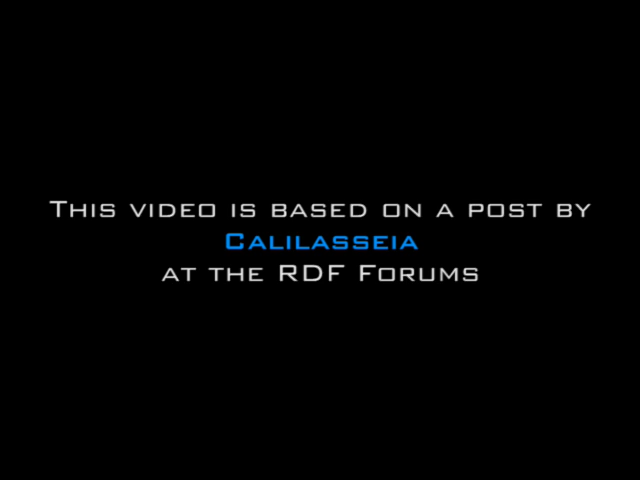 This video is based on a post by
Calilasseia
at the RDF Forums